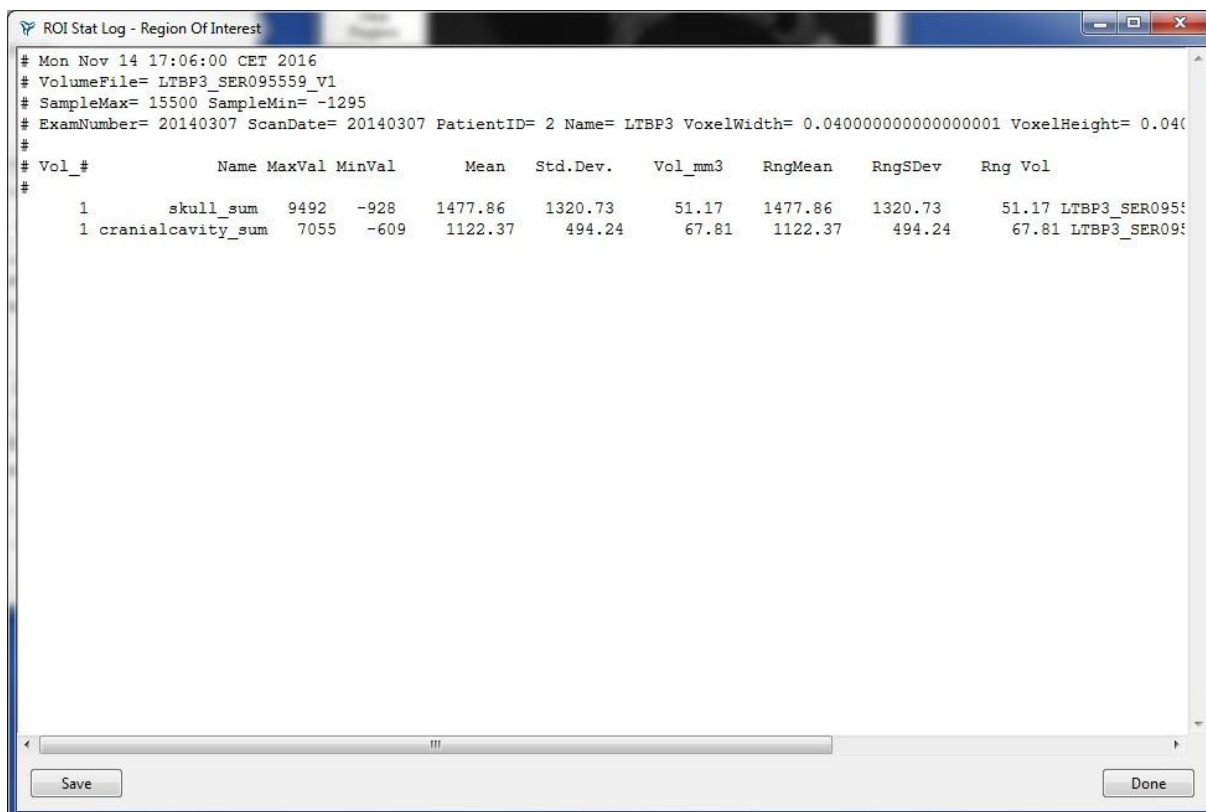 ROI Stat Log - Region Of Interest
# Mon Nov 14 17:06:00 CET 2016
# VolumeFile= LTBP3_SER095559_V1
# SampleMax= 15500 SampleMin= -1295
# ExamNumber= 20140307 ScanDate= 20140307 PatientID= 2 Name= LTBP3 VoxelWidth= 0.040000000000000001 VoxelHeight= 0.040
#
# Vol_# Name MaxVal MinVal Mean Std.Dev. Vol_mm3 RngMean RngSDev Rng Vol
#
1 skull_sum 9492 -928 1477.86 1320.73 51.17 1477.86 1320.73 51.17 LTBP3_SER0955
1 cranialcavity_sum 7055 -609 1122.37 494.24 67.81 1122.37 494.24 67.81 LTBP3_SER095
Save Done